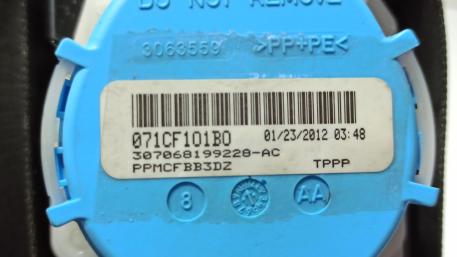 DO NOT REMOVE
3063559 >PP+PE<
071CF101B0 01/23/2012 03:48
307068199228-AC
PPMCFBB3DZ TPPP
8 AA